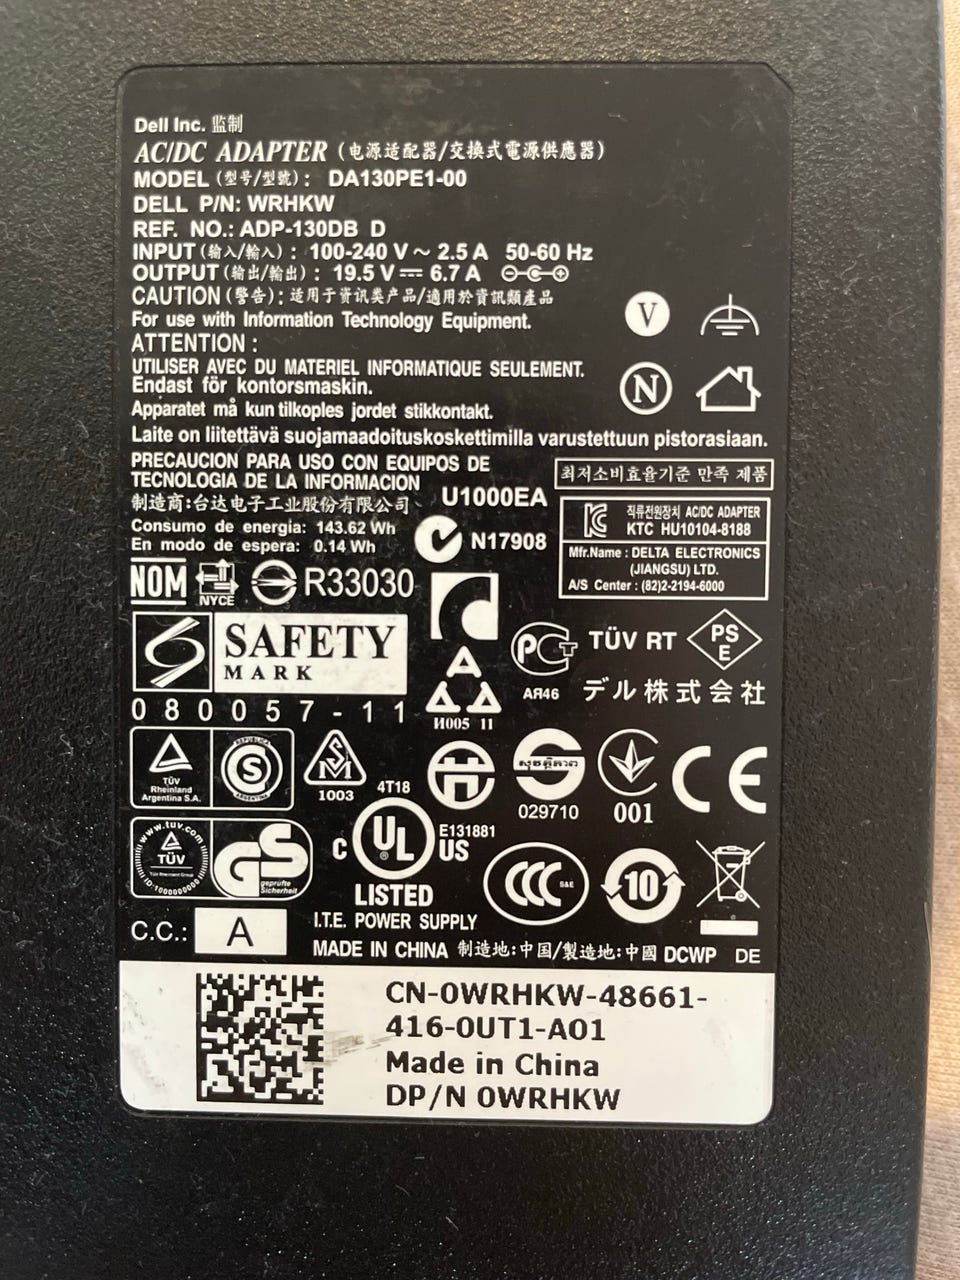 Dell Inc. 监制
AC/DC ADAPTER (电源适配器/交換式電源供應器)
MODEL (型号/型號): DA130PE1-00
DELL P/N: WRHKW
REF. NO.: ADP-130DB D
INPUT (输入/輸入): 100-240 V ~ 2.5 A 50-60 Hz
OUTPUT (输出/輸出): 19.5 V ⎓ 6.7 A
CAUTION (警告): 适用于资讯类产品/適用於資訊類產品
For use with Information Technology Equipment.
ATTENTION :
UTILISER AVEC DU MATERIEL INFORMATIQUE SEULEMENT.
Endast för kontorsmaskin.
Apparatet må kun tilkoples jordet stikkontakt.
Laite on liitettävä suojamaadoituskoskettimilla varustettuun pistorasiaan.
V
N
PRECAUCION PARA USO CON EQUIPOS DE
TECNOLOGIA DE LA INFORMACION
制造商:台达电子工业股份有限公司
Consumo de energia: 143.62 Wh
En modo de espera: 0.14 Wh
U1000EA
N17908
최저소비효율기준 만족 제품
직류전원장치 AC/DC ADAPTER
KTC HU10104-8188
Mfr.Name : DELTA ELECTRONICS
(JIANGSU) LTD.
A/S Center : (82)2-2194-6000
NOM
NYCE
R33030
SAFETY
MARK
080057-11
И005 11
PCT
АЯ46
TÜV RT
PS
E
デル株式会社
TÜV
Rheinland
Argentina S.A.
REPUBLICA
S
ARGENTINA
1003
4T18
029710
001
CE
www.tuv.com
TÜV
TÜV Rheinland Group
ID:1000000000
GS
geprüfte
Sicherheit
C UL US
®
E131881
LISTED
I.T.E. POWER SUPPLY
CCC
S&E
10
C.C.: A
MADE IN CHINA 制造地:中国/製造地:中國 DCWP DE
CN-0WRHKW-48661-
416-0UT1-A01
Made in China
DP/N 0WRHKW